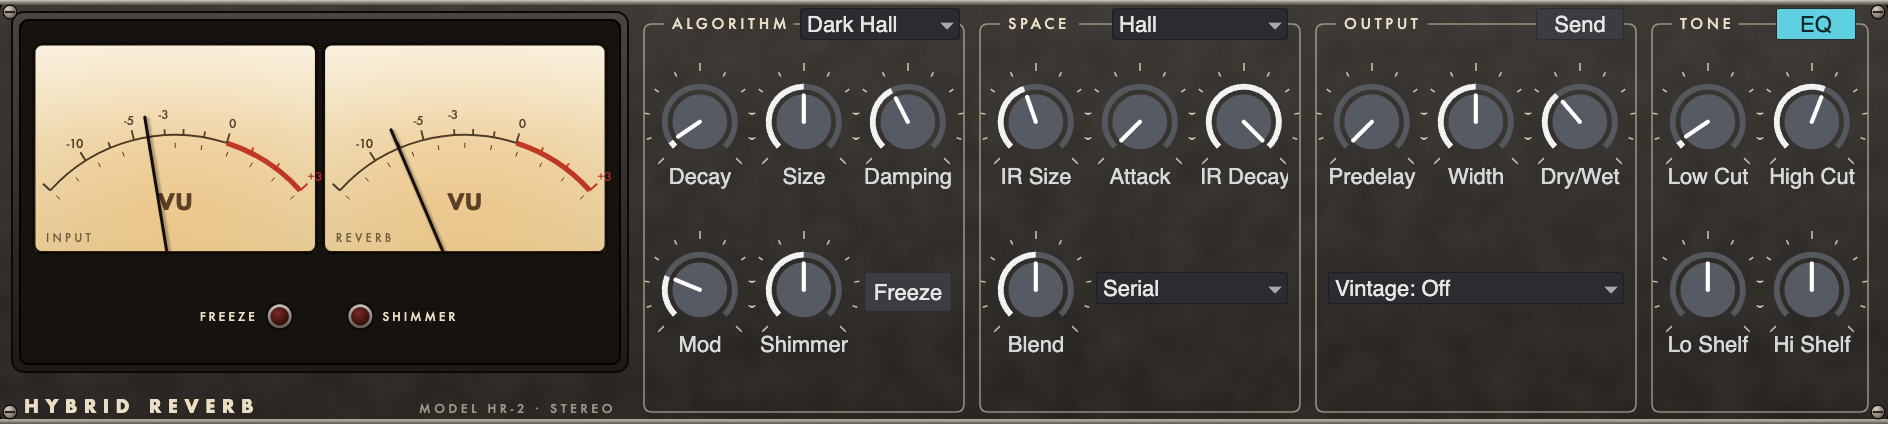 ALGORITHM Dark Hall
SPACE Hall
OUTPUT Send
TONE EQ
-10 -5 -3 0 +3
VU
INPUT
-10 -5 -3 0 +3
VU
REVERB
FREEZE SHIMMER
HYBRID REVERB
MODEL HR-2 · STEREO
Decay Size Damping
Mod Shimmer Freeze
IR Size Attack IR Decay
Blend Serial
Predelay Width Dry/Wet
Vintage: Off
Low Cut High Cut
Lo Shelf Hi Shelf